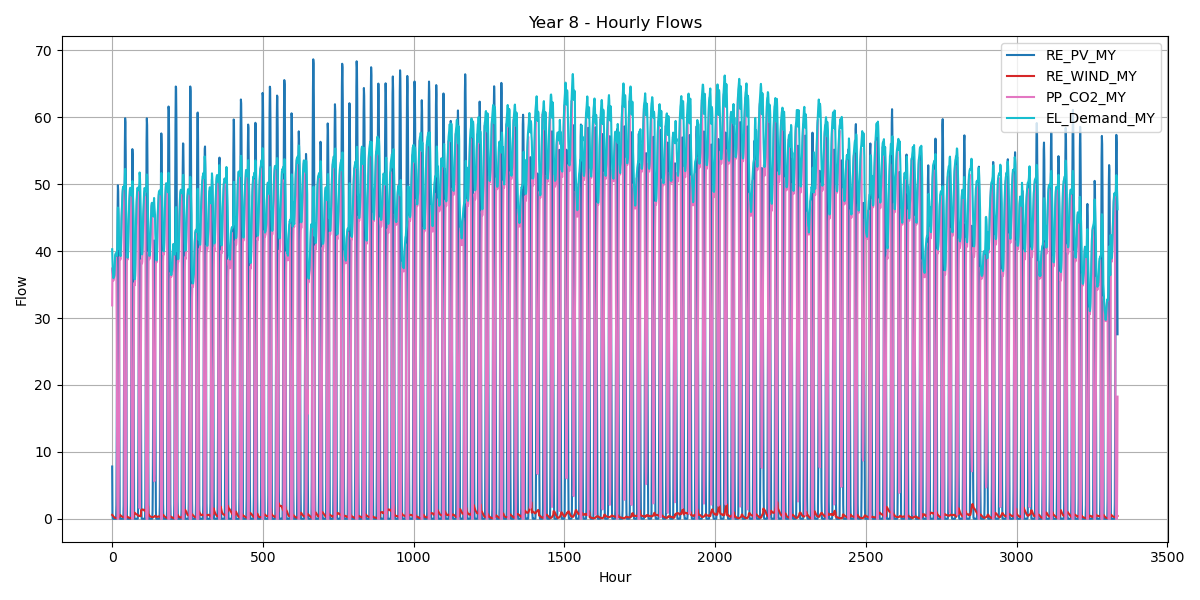 Year 8 - Hourly Flows
Flow
70
60
50
40
30
20
10
0
RE_PV_MY
RE_WIND_MY
PP_CO2_MY
EL_Demand_MY
0 500 1000 1500 2000 2500 3000 3500
Hour